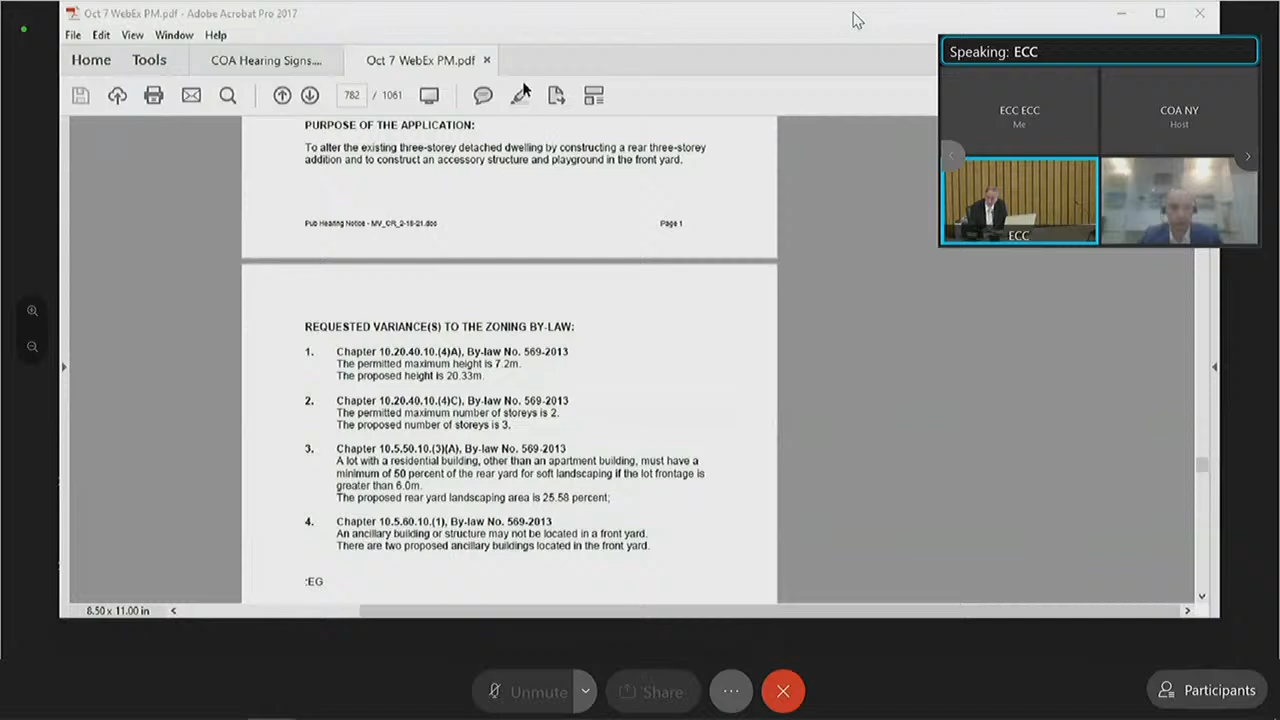 Oct 7 WebEx PM.pdf - Adobe Acrobat Pro 2017
File Edit View Window Help
Home Tools COA Hearing Signs.... Oct 7 WebEx PM.pdf ×
782 / 1061
Speaking: ECC
ECC ECC
Me
COA NY
Host
ECC
PURPOSE OF THE APPLICATION:
To alter the existing three-storey detached dwelling by constructing a rear three-storey
addition and to construct an accessory structure and playground in the front yard.
Pub Hearing Notice - MV_CR_2-18-21.doc Page 1
REQUESTED VARIANCE(S) TO THE ZONING BY-LAW:
1. Chapter 10.20.40.10.(4)A), By-law No. 569-2013
The permitted maximum height is 7.2m.
The proposed height is 20.33m.
2. Chapter 10.20.40.10.(4)C), By-law No. 569-2013
The permitted maximum number of storeys is 2.
The proposed number of storeys is 3.
3. Chapter 10.5.50.10.(3)(A), By-law No. 569-2013
A lot with a residential building, other than an apartment building, must have a
minimum of 50 percent of the rear yard for soft landscaping if the lot frontage is
greater than 6.0m.
The proposed rear yard landscaping area is 25.58 percent;
4. Chapter 10.5.60.10.(1), By-law No. 569-2013
An ancillary building or structure may not be located in a front yard.
There are two proposed ancillary buildings located in the front yard.
:EG
8.50 x 11.00 in
Unmute Share Participants